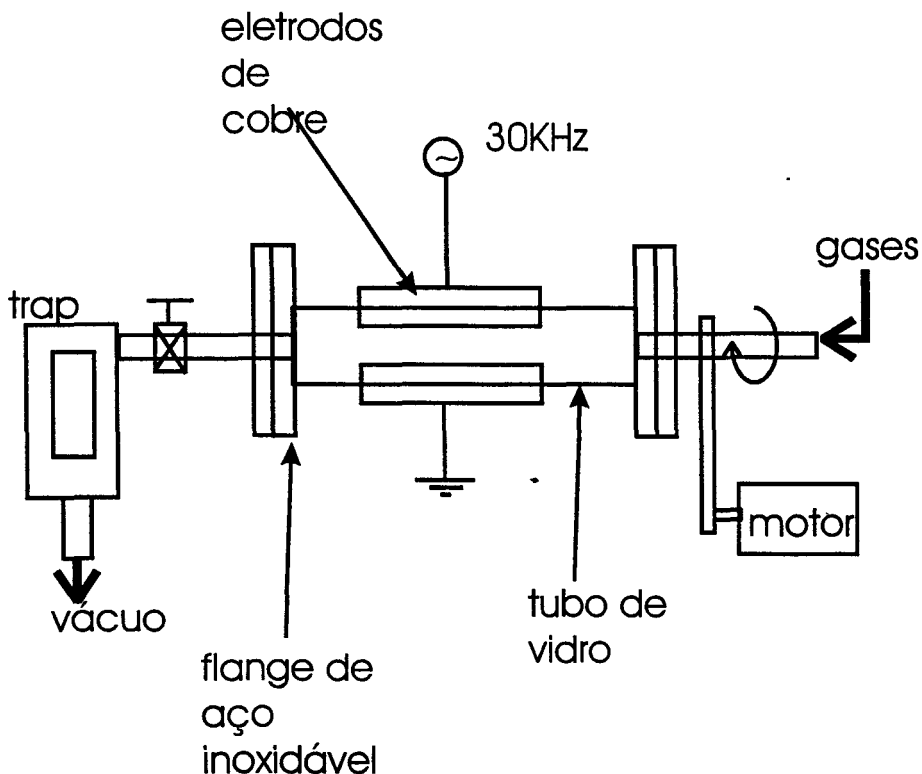 eletrodos
de
cobre
30KHz
gases
trap
motor
vácuo
tubo de
vidro
flange de
aço
inoxidável